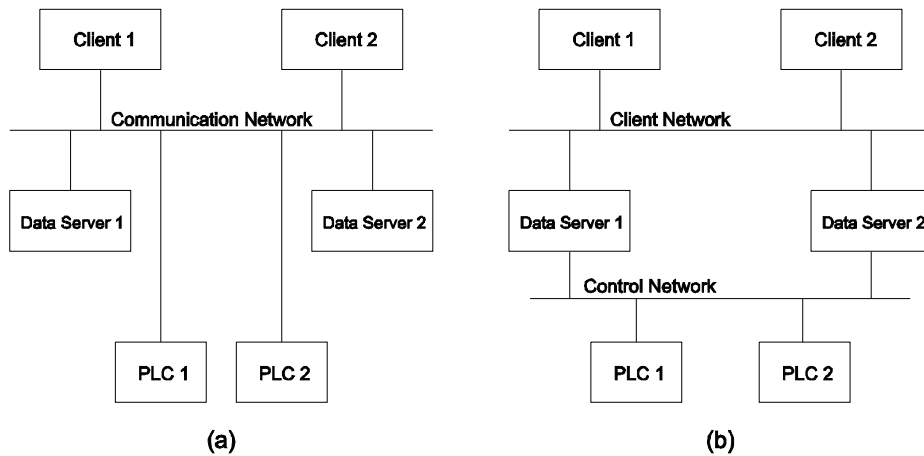 Client 1
Client 2
Communication Network
Data Server 1
Data Server 2
PLC 1
PLC 2
(a)
Client 1
Client 2
Client Network
Data Server 1
Data Server 2
Control Network
PLC 1
PLC 2
(b)